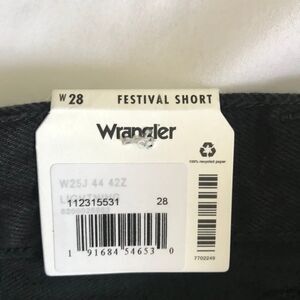 W 28 FESTIVAL SHORT
Wrangler
100% recycled paper
W25J 44 42Z
112315531 28
1 91684 54653 0
7702249